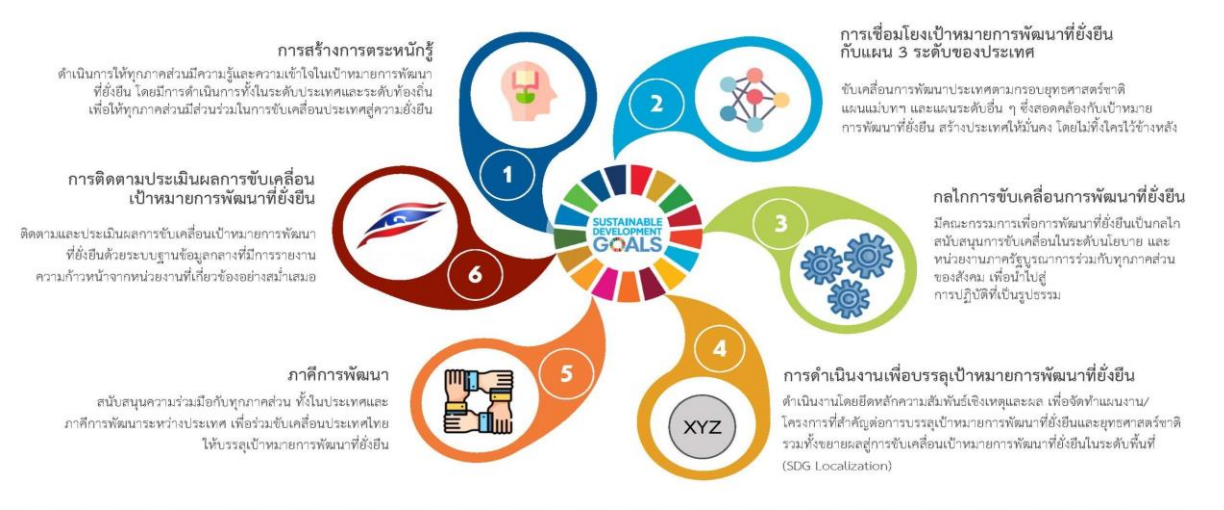 การสร้างการตระหนักรู้
ดำเนินการให้ทุกภาคส่วนมีความรู้และความเข้าใจในเป้าหมายการพัฒนา
ที่ยั่งยืน โดยมีการดำเนินการทั้งในระดับประเทศและระดับท้องถิ่น
เพื่อให้ทุกภาคส่วนมีส่วนร่วมในการขับเคลื่อนประเทศสู่ความยั่งยืน
1
การเชื่อมโยงเป้าหมายการพัฒนาที่ยั่งยืน
กับแผน 3 ระดับของประเทศ
ขับเคลื่อนการพัฒนาประเทศตามกรอบยุทธศาสตร์ชาติ
แผนแม่บทฯ และแผนระดับอื่น ๆ ซึ่งสอดคล้องกับเป้าหมาย
การพัฒนาที่ยั่งยืน สร้างประเทศให้มั่นคง โดยไม่ทิ้งใครไว้ข้างหลัง
2
กลไกการขับเคลื่อนการพัฒนาที่ยั่งยืน
มีคณะกรรมการเพื่อการพัฒนาที่ยั่งยืนเป็นกลไก
สนับสนุนการขับเคลื่อนในระดับนโยบาย และ
หน่วยงานภาครัฐบูรณาการร่วมกับทุกภาคส่วน
ของสังคม เพื่อนำไปสู่
การปฏิบัติที่เป็นรูปธรรม
3
การดำเนินงานเพื่อบรรลุเป้าหมายการพัฒนาที่ยั่งยืน
ดำเนินงานโดยยึดหลักความสัมพันธ์เชิงเหตุและผล เพื่อจัดทำแผนงาน/
โครงการที่สำคัญต่อการบรรลุเป้าหมายการพัฒนาที่ยั่งยืนและยุทธศาสตร์ชาติ
รวมทั้งขยายผลสู่การขับเคลื่อนเป้าหมายการพัฒนาที่ยั่งยืนในระดับพื้นที่
(SDG Localization)
4
XYZ
ภาคีการพัฒนา
สนับสนุนความร่วมมือกับทุกภาคส่วน ทั้งในประเทศและ
ภาคีการพัฒนาระหว่างประเทศ เพื่อร่วมขับเคลื่อนประเทศไทย
ให้บรรลุเป้าหมายการพัฒนาที่ยั่งยืน
5
การติดตามประเมินผลการขับเคลื่อน
เป้าหมายการพัฒนาที่ยั่งยืน
ติดตามและประเมินผลการขับเคลื่อนเป้าหมายการพัฒนา
ที่ยั่งยืนด้วยระบบฐานข้อมูลกลางที่มีการรายงาน
ความก้าวหน้าจากหน่วยงานที่เกี่ยวข้องอย่างสม่ำเสมอ
6
SUSTAINABLE
DEVELOPMENT
GOALS